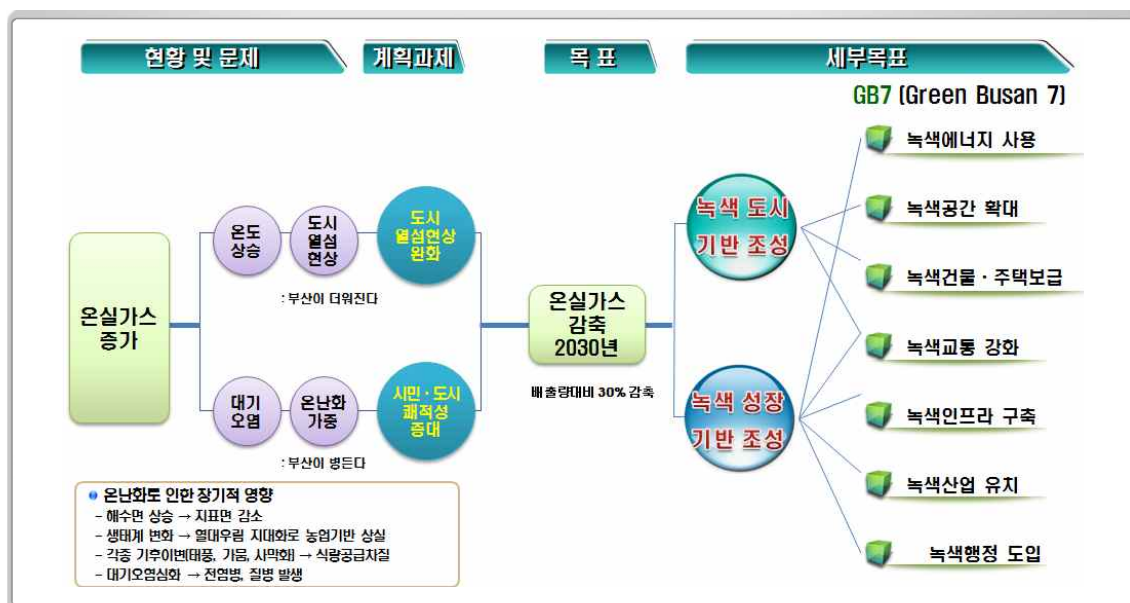 현황 및 문제
계획과제
목 표
세부목표
GB7 (Green Busan 7)
온실가스
증가
온도
상승
도시
열섬
현상
도시
열섬현상
완화
: 부산이 더워진다
대기
오염
온난화
가중
시민·도시
쾌적성
증대
: 부산이 병든다
온실가스
감축
2030년
배출량대비 30% 감축
녹색 도시
기반 조성
녹색 성장
기반 조성
녹색에너지 사용
녹색공간 확대
녹색건물·주택보급
녹색교통 강화
녹색인프라 구축
녹색산업 유치
녹색행정 도입
온난화도 인한 장기적 영향
- 해수면 상승 → 지표면 감소
- 생태계 변화 → 열대우림 지대화로 농업기반 상실
- 각종 기후이변(태풍, 가뭄, 사막화) → 식량공급차질
- 대기오염심화 → 전염병, 질병 발생